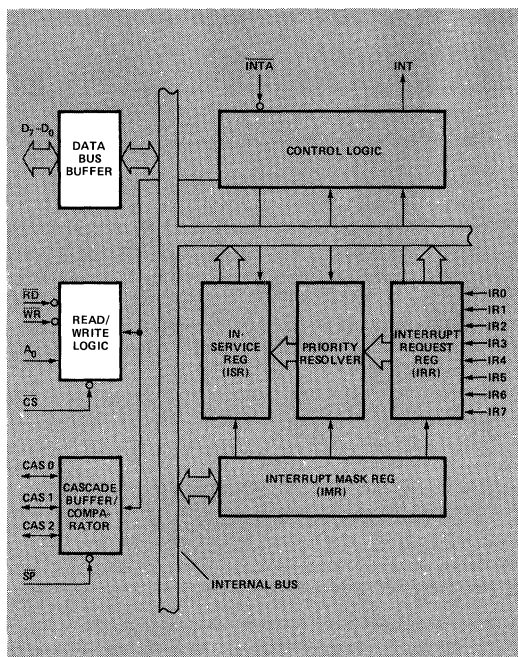 INTA
INT
D7-D0
DATA
BUS
BUFFER
CONTROL LOGIC
RD
WR
A0
CS
READ/
WRITE
LOGIC
IN-
SERVICE
REG
(ISR)
PRIORITY
RESOLVER
INTERRUPT
REQUEST
REG
(IRR)
IR0
IR1
IR2
IR3
IR4
IR5
IR6
IR7
CAS 0
CAS 1
CAS 2
CASCADE
BUFFER/
COMPA-
RATOR
SP
INTERRUPT MASK REG
(IMR)
INTERNAL BUS